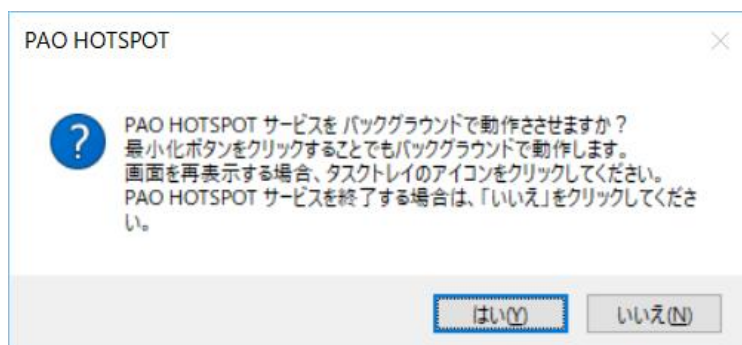 PAO HOTSPOT
PAO HOTSPOT サービスを バックグラウンドで動作させますか？
最小化ボタンをクリックすることでもバックグラウンドで動作します。
画面を再表示する場合、タスクトレイのアイコンをクリックしてください。
PAO HOTSPOT サービスを終了する場合は、「いいえ」をクリックしてくださ
い。
はい(Y)
いいえ(N)